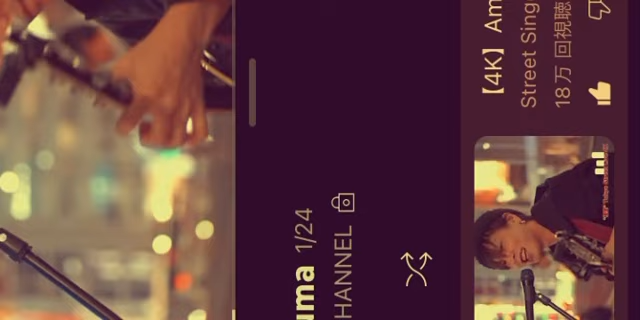 uma 1/24
HANNEL
【4K】 Am
Street Sing
18万 回視聴